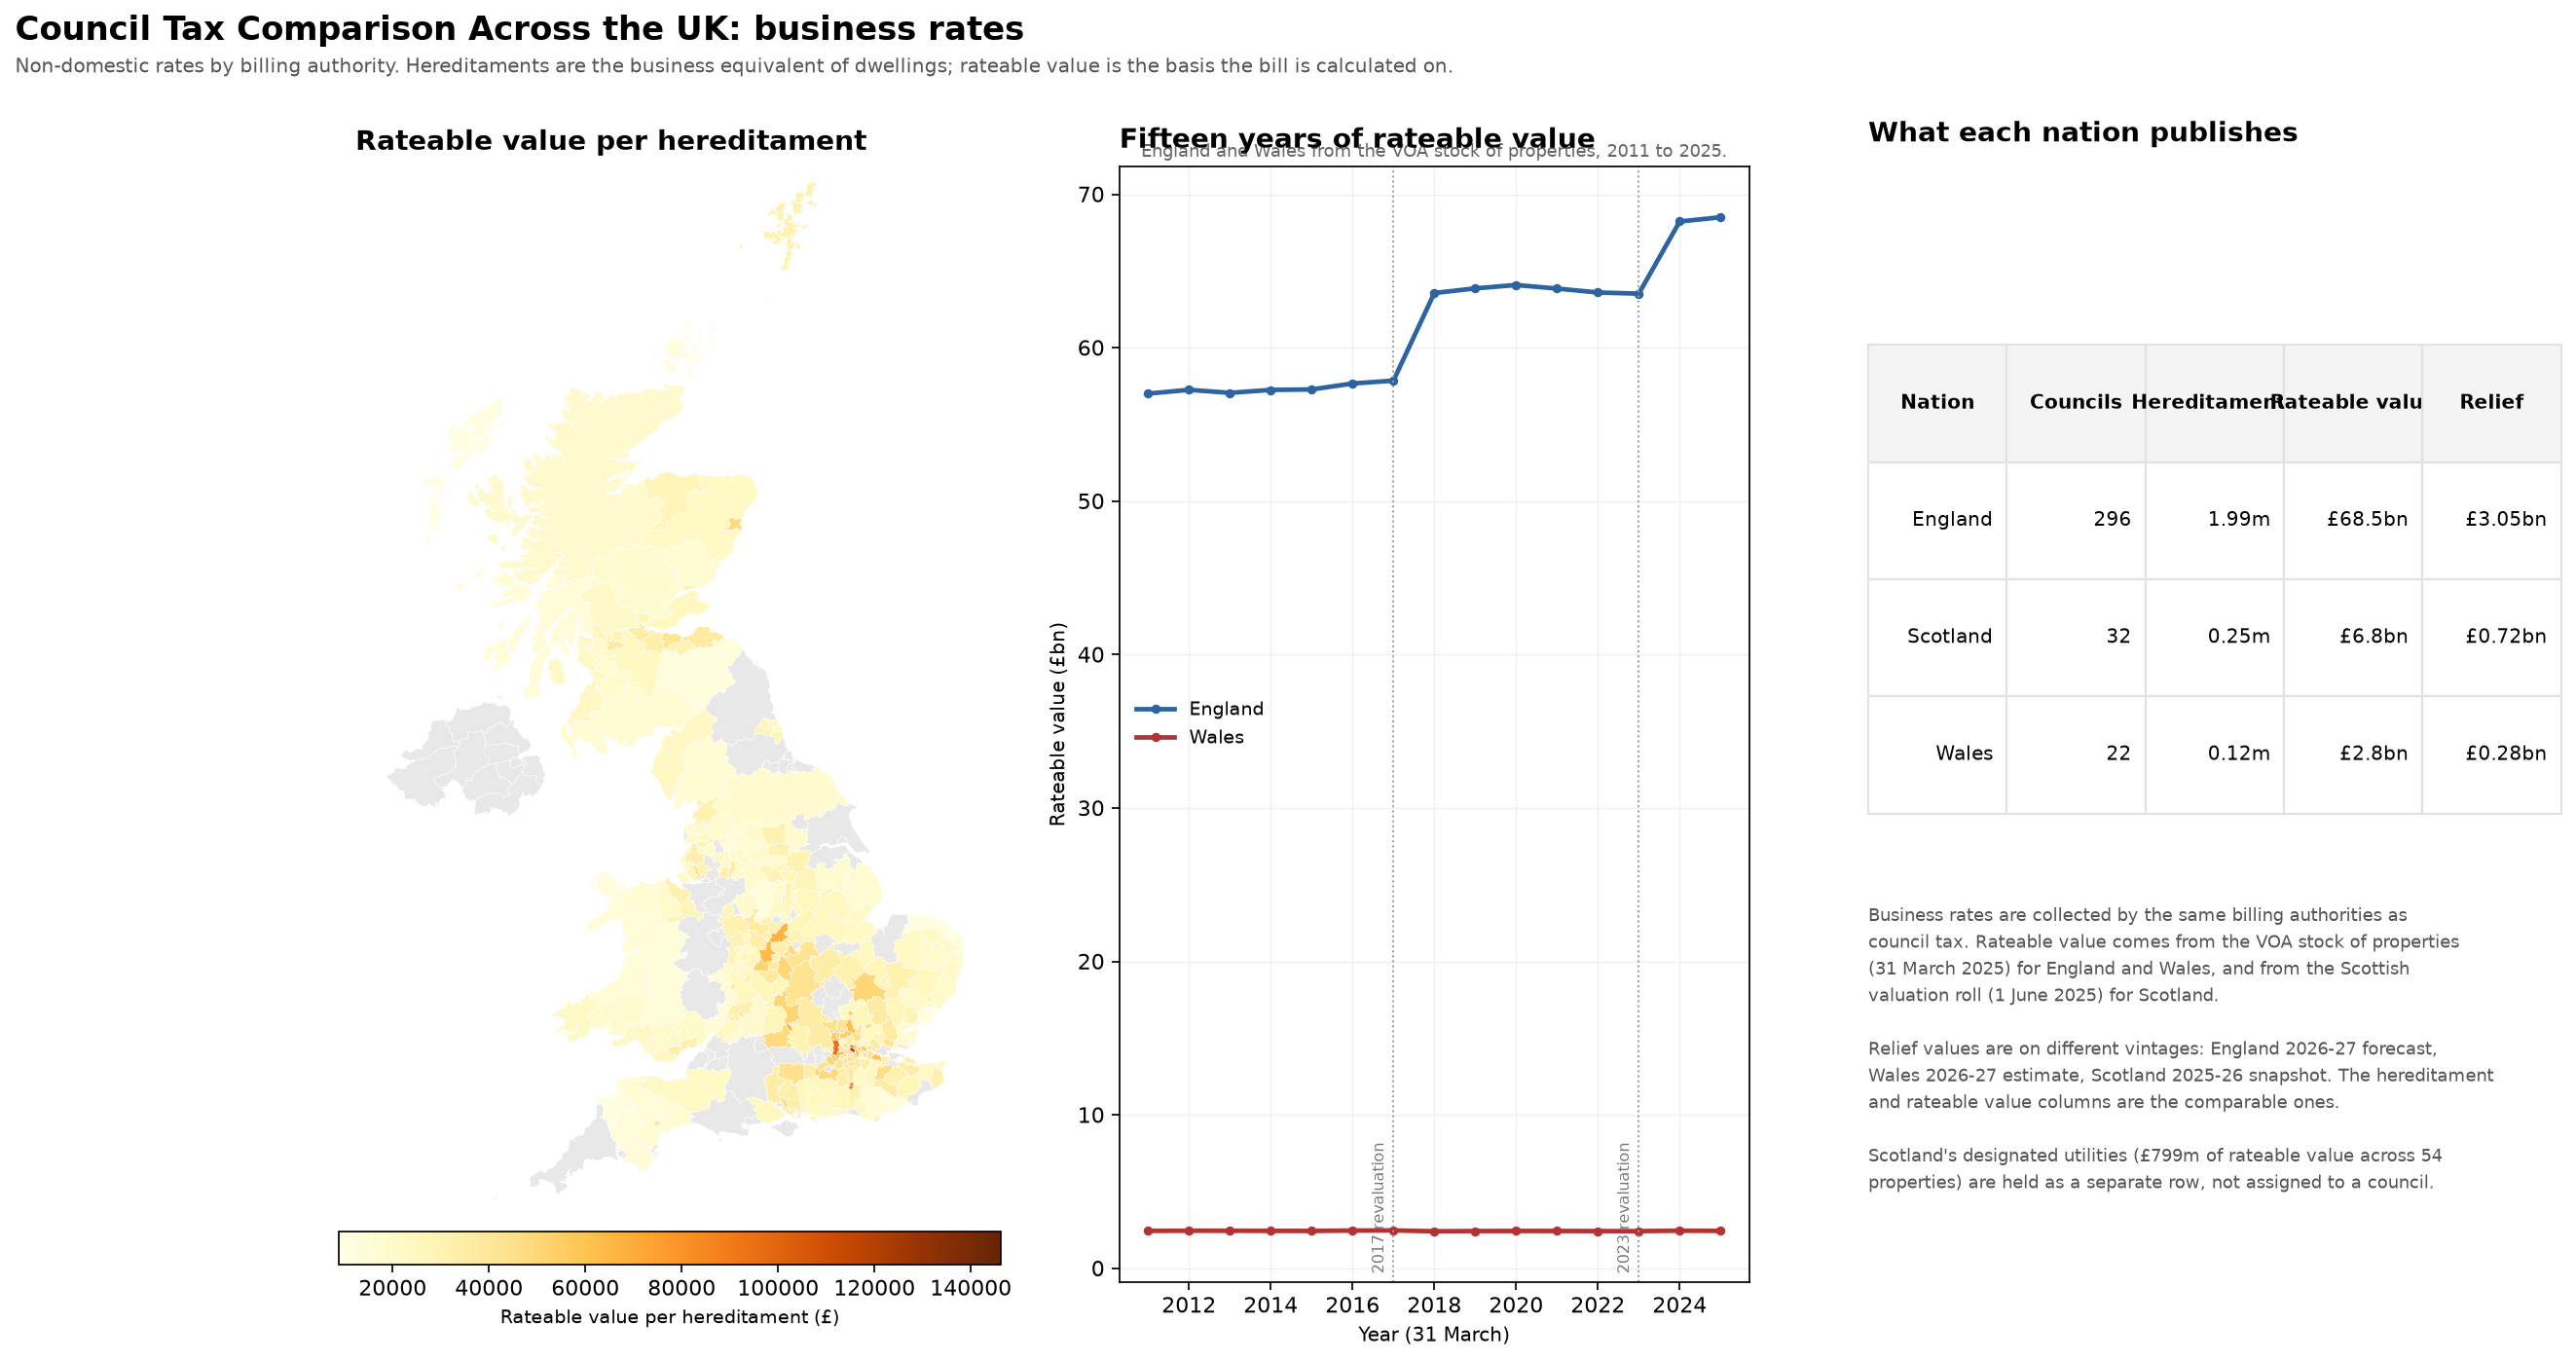 Council Tax Comparison Across the UK: business rates
Non-domestic rates by billing authority. Hereditaments are the business equivalent of dwellings; rateable value is the basis the bill is calculated on.
Rateable value per hereditament
20000 40000 60000 80000 100000 120000 140000
Rateable value per hereditament (£)
Fifteen years of rateable value
England and Wales from the VOA stock of properties, 2011 to 2025.
70
60
50
40
30
20
10
0
Rateable value (£bn)
England
Wales
2017 revaluation
2023 revaluation
2012 2014 2016 2018 2020 2022 2024
Year (31 March)
What each nation publishes
Nation Councils Hereditament Rateable valu Relief
England 296 1.99m £68.5bn £3.05bn
Scotland 32 0.25m £6.8bn £0.72bn
Wales 22 0.12m £2.8bn £0.28bn
Business rates are collected by the same billing authorities as
council tax. Rateable value comes from the VOA stock of properties
(31 March 2025) for England and Wales, and from the Scottish
valuation roll (1 June 2025) for Scotland.
Relief values are on different vintages: England 2026-27 forecast,
Wales 2026-27 estimate, Scotland 2025-26 snapshot. The hereditament
and rateable value columns are the comparable ones.
Scotland's designated utilities (£799m of rateable value across 54
properties) are held as a separate row, not assigned to a council.